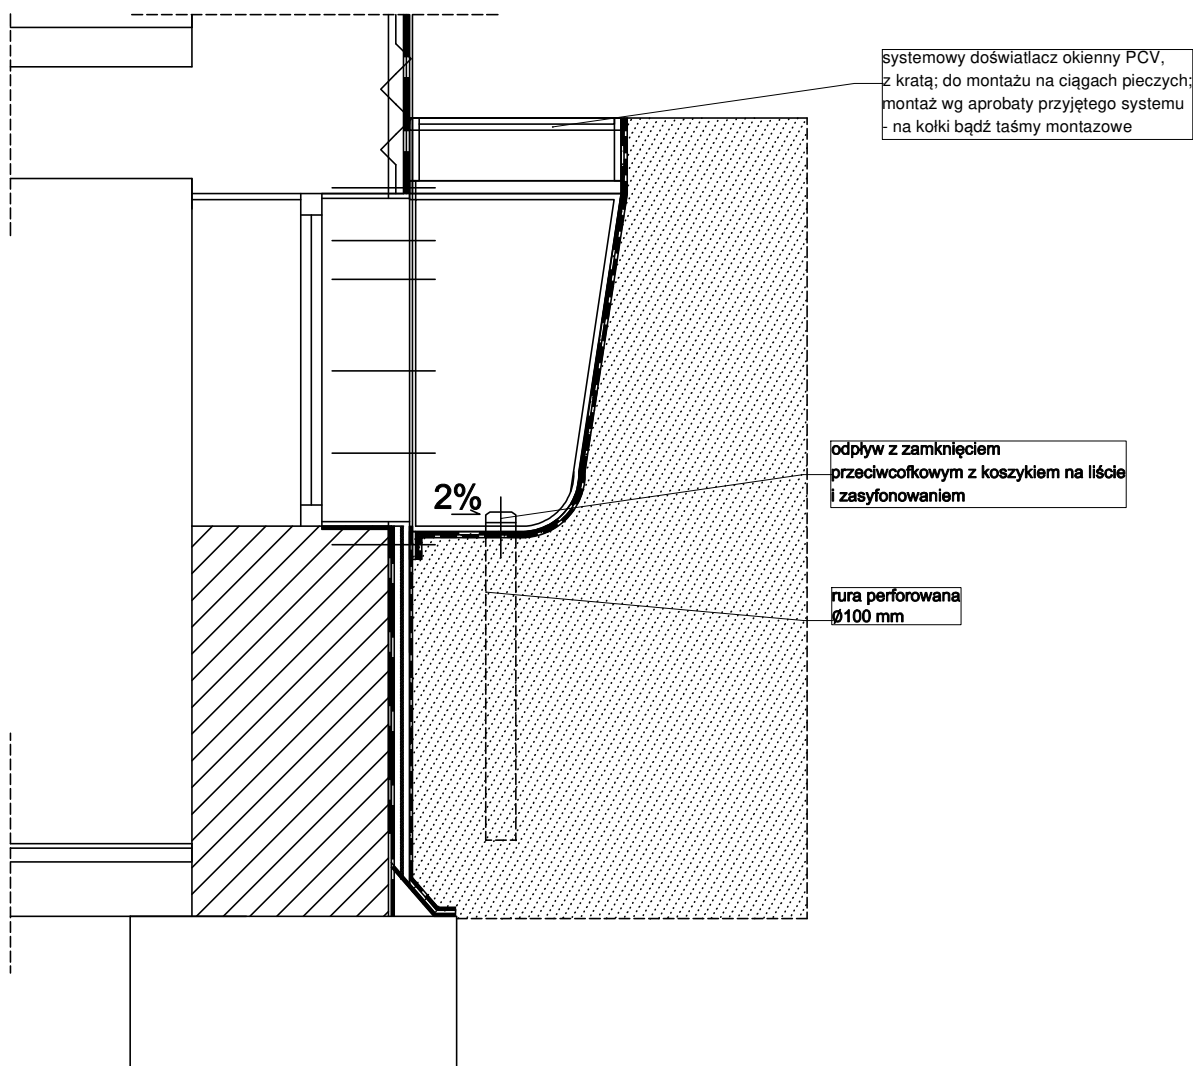 systemowy doświatlacz okienny PCV,
z kratą; do montażu na ciągach pieczych;
montaż wg aprobaty przyjętego systemu
- na kołki bądź taśmy montazowe
odpływ z zamknięciem
przeciwcofkowym z koszykiem na liście
i zasyfonowaniem
2%
rura perforowana
Ø100 mm